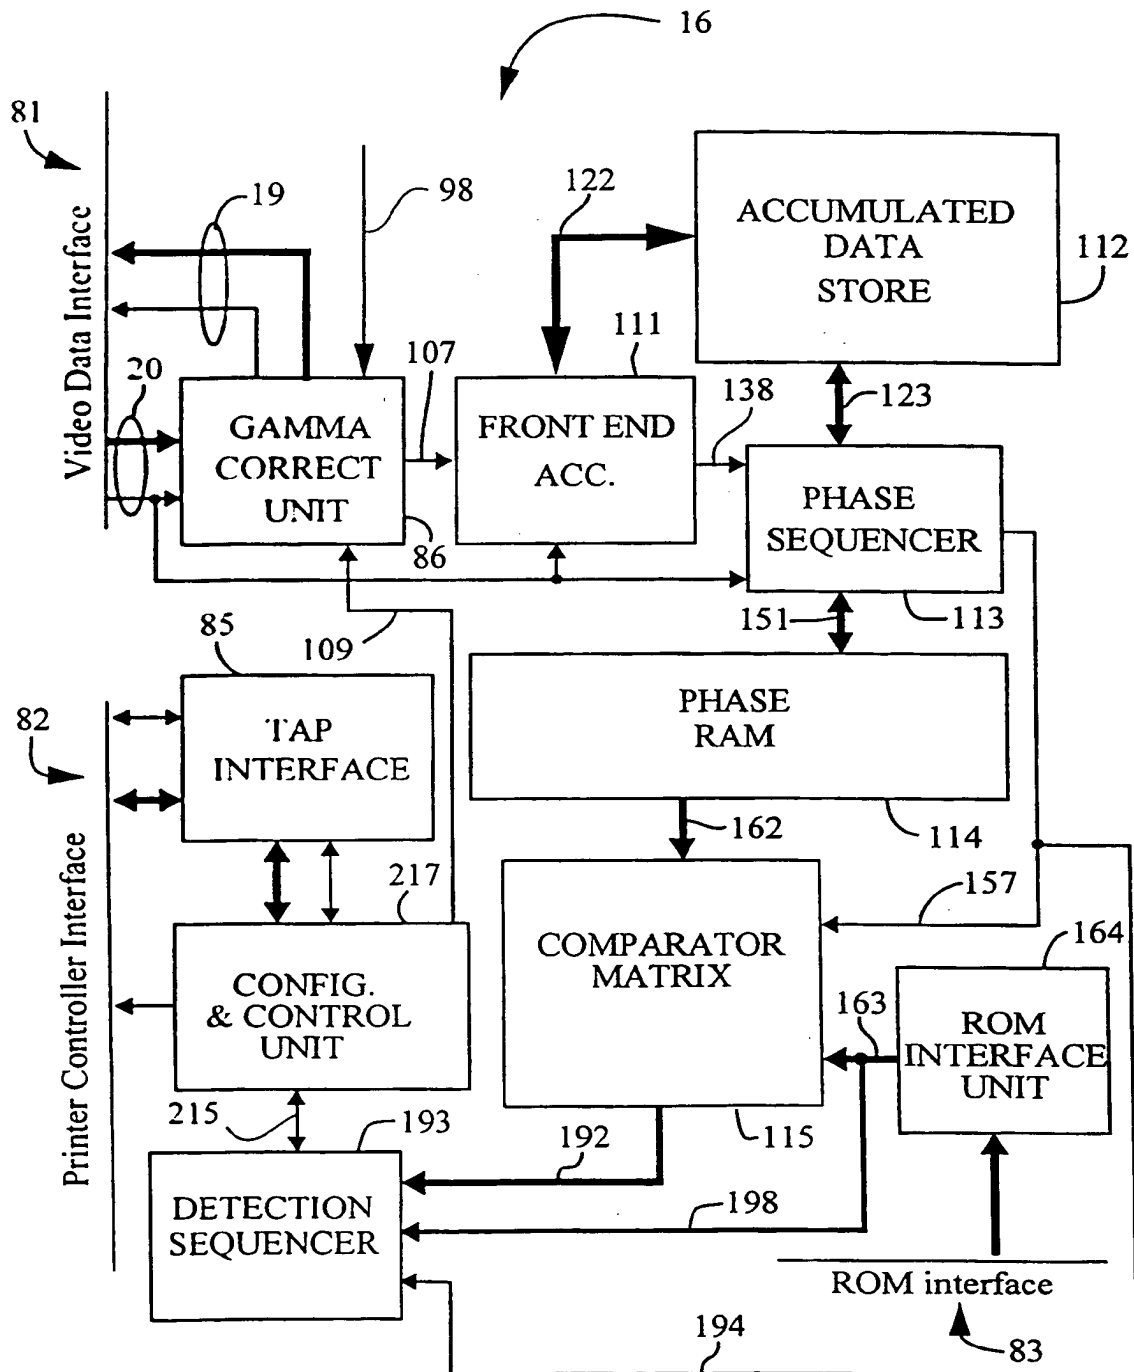 16
81
19
98
122
ACCUMULATED
DATA
STORE
112
Video Data Interface
20
107
111
138
123
GAMMA
CORRECT
UNIT
86
FRONT END
ACC.
PHASE
SEQUENCER
113
151
109
85
TAP
INTERFACE
82
PHASE
RAM
114
162
157
217
164
Printer Controller Interface
CONFIG.
& CONTROL
UNIT
COMPARATOR
MATRIX
163
ROM
INTERFACE
UNIT
215
193
192
115
DETECTION
SEQUENCER
198
ROM interface
194
83